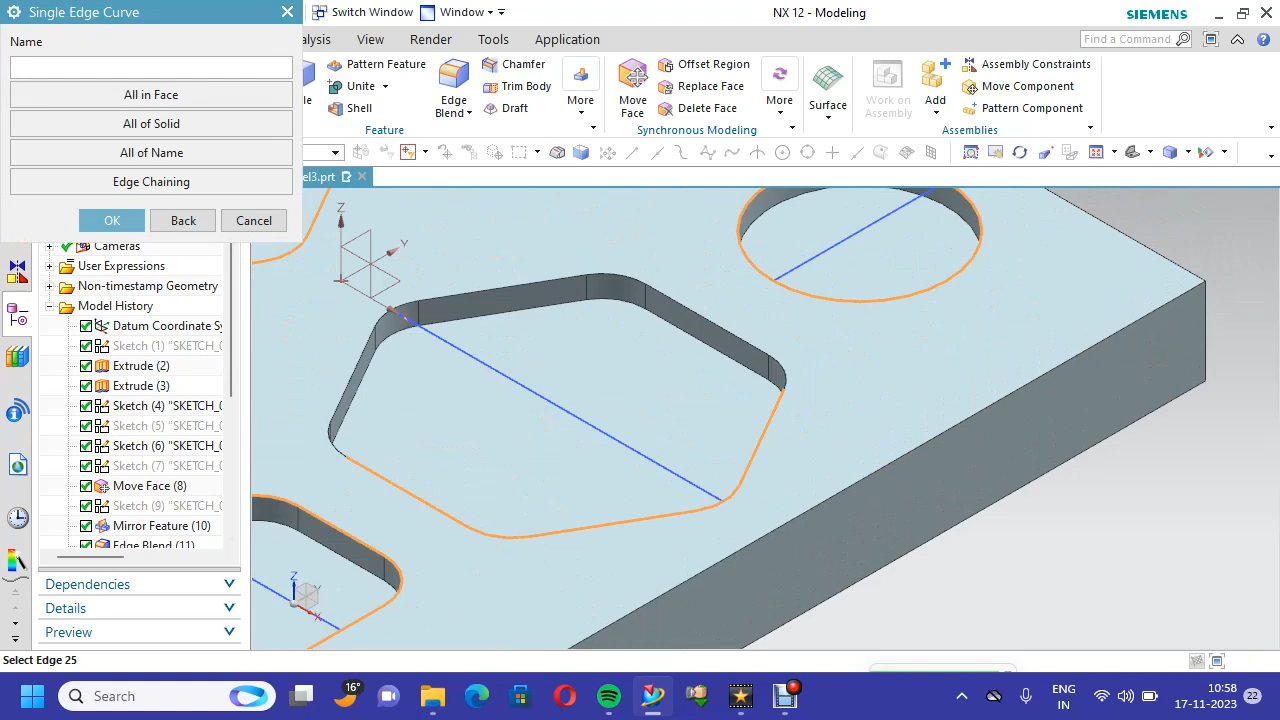 Single Edge Curve
Switch Window
Window
NX 12 - Modeling
SIEMENS
alysis
View
Render
Tools
Application
Find a Command
Name
All in Face
All of Solid
All of Name
Edge Chaining
OK
Back
Cancel
Pattern Feature
Unite
Shell
Edge
Blend
Chamfer
Trim Body
Draft
More
Feature
Move
Face
Offset Region
Replace Face
Delete Face
More
Synchronous Modeling
Surface
Work on
Assembly
Add
Assembly Constraints
Move Component
Pattern Component
Assemblies
el3.prt
Cameras
User Expressions
Non-timestamp Geometry
Model History
Datum Coordinate Sy
Sketch (1) "SKETCH_0
Extrude (2)
Extrude (3)
Sketch (4) "SKETCH_0
Sketch (5) "SKETCH_0
Sketch (6) "SKETCH_0
Sketch (7) "SKETCH_0
Move Face (8)
Sketch (9) "SKETCH_0
Mirror Feature (10)
Edge Blend (11)
Dependencies
Details
Preview
Z
Y
Z
Y
X
Select Edge 25
Search
16°
ENG
IN
10:58
17-11-2023
22